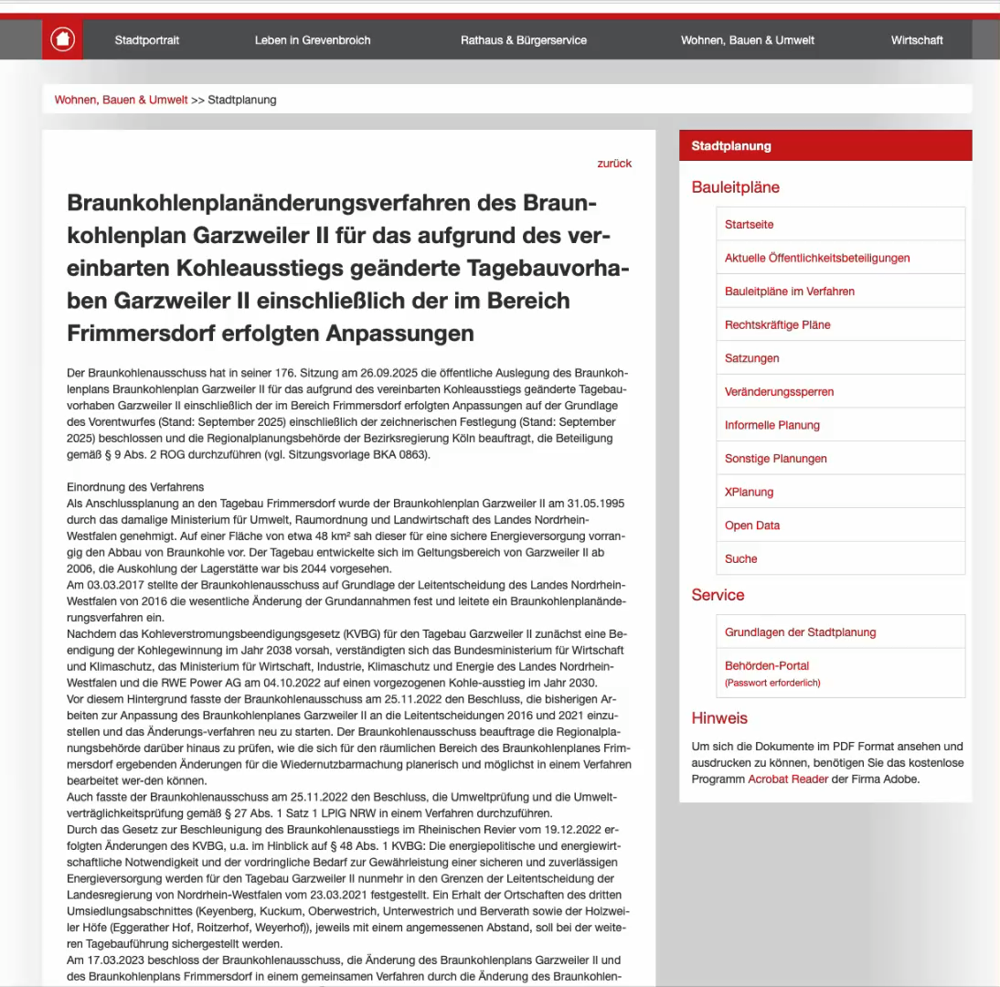 Stadtportrait
Leben in Grevenbroich
Rathaus & Bürgerservice
Wohnen, Bauen & Umwelt
Wirtschaft
Wohnen, Bauen & Umwelt >> Stadtplanung
zurück
Braunkohlenplanänderungsverfahren des Braun-
kohlenplan Garzweiler II für das aufgrund des ver-
einbarten Kohleausstiegs geänderte Tagebauvorha-
ben Garzweiler II einschließlich der im Bereich
Frimmersdorf erfolgten Anpassungen
Der Braunkohlenausschuss hat in seiner 176. Sitzung am 26.09.2025 die öffentliche Auslegung des Braunkoh-
lenplans Braunkohlenplan Garzweiler II für das aufgrund des vereinbarten Kohleausstiegs geänderte Tagebau-
vorhaben Garzweiler II einschließlich der im Bereich Frimmersdorf erfolgten Anpassungen auf der Grundlage
des Vorentwurfes (Stand: September 2025) einschließlich der zeichnerischen Festlegung (Stand: September
2025) beschlossen und die Regionalplanungsbehörde der Bezirksregierung Köln beauftragt, die Beteiligung
gemäß § 9 Abs. 2 ROG durchzuführen (vgl. Sitzungsvorlage BKA 0863).
Einordnung des Verfahrens
Als Anschlussplanung an den Tagebau Frimmersdorf wurde der Braunkohlenplan Garzweiler II am 31.05.1995
durch das damalige Ministerium für Umwelt, Raumordnung und Landwirtschaft des Landes Nordrhein-
Westfalen genehmigt. Auf einer Fläche von etwa 48 km² sah dieser für eine sichere Energieversorgung vorran-
gig den Abbau von Braunkohle vor. Der Tagebau entwickelte sich im Geltungsbereich von Garzweiler II ab
2006, die Auskohlung der Lagerstätte war bis 2044 vorgesehen.
Am 03.03.2017 stellte der Braunkohlenausschuss auf Grundlage der Leitentscheidung des Landes Nordrhein-
Westfalen von 2016 die wesentliche Änderung der Grundannahmen fest und leitete ein Braunkohlenplanände-
rungsverfahren ein.
Nachdem das Kohleverstromungsbeendigungsgesetz (KVBG) für den Tagebau Garzweiler II zunächst eine Be-
endigung der Kohlegewinnung im Jahr 2038 vorsah, verständigten sich das Bundesministerium für Wirtschaft
und Klimaschutz, das Ministerium für Wirtschaft, Industrie, Klimaschutz und Energie des Landes Nordrhein-
Westfalen und die RWE Power AG am 04.10.2022 auf einen vorgezogenen Kohle-ausstieg im Jahr 2030.
Vor diesem Hintergrund fasste der Braunkohlenausschuss am 25.11.2022 den Beschluss, die bisherigen Ar-
beiten zur Anpassung des Braunkohlenplanes Garzweiler II an die Leitentscheidungen 2016 und 2021 einzu-
stellen und das Änderungs-verfahren neu zu starten. Der Braunkohlenausschuss beauftrage die Regionalpla-
nungsbehörde darüber hinaus zu prüfen, wie die sich für den räumlichen Bereich des Braunkohlenplanes Frim-
mersdorf ergebenden Änderungen für die Wiedernutzbarmachung planerisch und möglichst in einem Verfahren
bearbeitet wer-den können.
Auch fasste der Braunkohlenausschuss am 25.11.2022 den Beschluss, die Umweltprüfung und die Umwelt-
verträglichkeitsprüfung gemäß § 27 Abs. 1 Satz 1 LPIG NRW in einem Verfahren durchzuführen.
Durch das Gesetz zur Beschleunigung des Braunkohlenausstiegs im Rheinischen Revier vom 19.12.2022 er-
folgten Änderungen des KVBG, u.a. im Hinblick auf § 48 Abs. 1 KVBG: Die energiepolitische und energiewirt-
schaftliche Notwendigkeit und der vordringliche Bedarf zur Gewährleistung einer sicheren und zuverlässigen
Energieversorgung werden für den Tagebau Garzweiler II nunmehr in den Grenzen der Leitentscheidung der
Landesregierung von Nordrhein-Westfalen vom 23.03.2021 festgestellt. Ein Erhalt der Ortschaften des dritten
Umsiedlungsabschnittes (Keyenberg, Kuckum, Oberwestrich, Unterwestrich und Berverath sowie der Holzwei-
ler Höfe (Eggerather Hof, Roitzerhof, Weyerhof)), jeweils mit einem angemessenen Abstand, soll bei der weite-
ren Tagebauführung sichergestellt werden.
Am 17.03.2023 beschloss der Braunkohlenausschuss, die Änderung des Braunkohlenplans Garzweiler II und
des Braunkohlenplans Frimmersdorf in einem gemeinsamen Verfahren durch die Änderung des Braunkohlen-
Stadtplanung
Bauleitpläne
Startseite
Aktuelle Öffentlichkeitsbeteiligungen
Bauleitpläne im Verfahren
Rechtskräftige Pläne
Satzungen
Veränderungssperren
Informelle Planung
Sonstige Planungen
XPlanung
Open Data
Suche
Service
Grundlagen der Stadtplanung
Behörden-Portal
(Passwort erforderlich)
Hinweis
Um sich die Dokumente im PDF Format ansehen und
ausdrucken zu können, benötigen Sie das kostenlose
Programm Acrobat Reader der Firma Adobe.